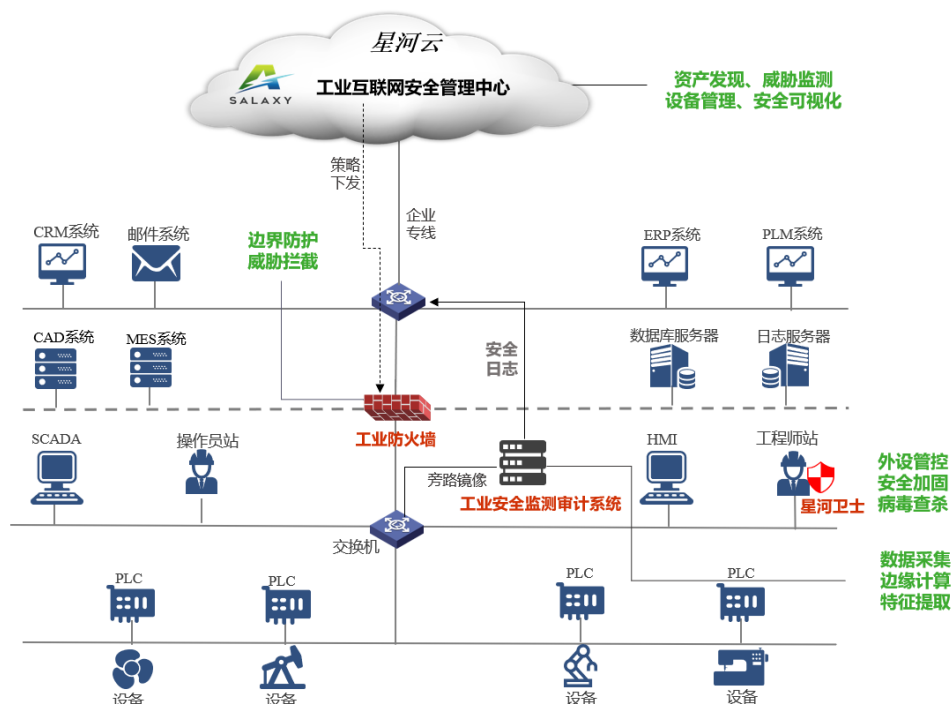 星河云
SALAXY
工业互联网安全管理中心
资产发现、威胁监测
设备管理、安全可视化
策略
下发
企业
专线
CRM系统
邮件系统
边界防护
威胁拦截
ERP系统
PLM系统
CAD系统
MES系统
安全
日志
数据库服务器
日志服务器
工业防火墙
SCADA
操作员站
旁路镜像
工业安全监测审计系统
HMI
工程师站
星河卫士
外设管控
安全加固
病毒查杀
交换机
数据采集
边缘计算
特征提取
PLC
PLC
PLC
PLC
设备
设备
设备
设备